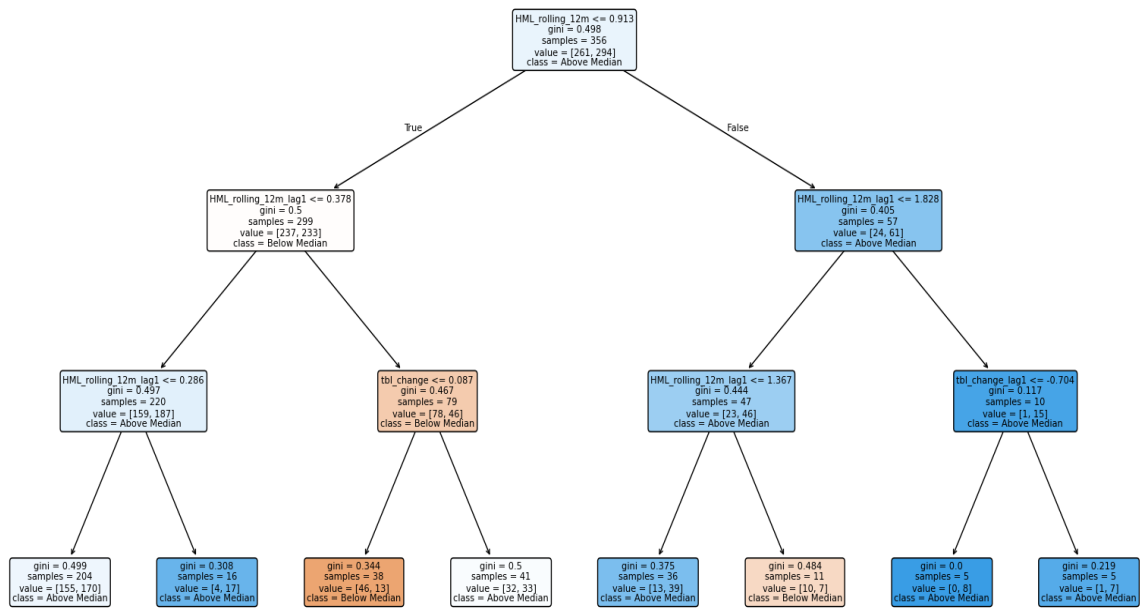 HML_rolling_12m <= 0.913
gini = 0.498
samples = 356
value = [261, 294]
class = Above Median
True
False
HML_rolling_12m_lag1 <= 0.378
gini = 0.5
samples = 299
value = [237, 233]
class = Below Median
HML_rolling_12m_lag1 <= 1.828
gini = 0.405
samples = 57
value = [24, 61]
class = Above Median
HML_rolling_12m_lag1 <= 0.286
gini = 0.497
samples = 220
value = [159, 187]
class = Above Median
tbl_change <= 0.087
gini = 0.467
samples = 79
value = [78, 46]
class = Below Median
HML_rolling_12m_lag1 <= 1.367
gini = 0.444
samples = 47
value = [23, 46]
class = Above Median
tbl_change_lag1 <= -0.704
gini = 0.117
samples = 10
value = [1, 15]
class = Above Median
gini = 0.499
samples = 204
value = [155, 170]
class = Above Median
gini = 0.308
samples = 16
value = [4, 17]
class = Above Median
gini = 0.344
samples = 38
value = [46, 13]
class = Below Median
gini = 0.5
samples = 41
value = [32, 33]
class = Above Median
gini = 0.375
samples = 36
value = [13, 39]
class = Above Median
gini = 0.484
samples = 11
value = [10, 7]
class = Below Median
gini = 0.0
samples = 5
value = [0, 8]
class = Above Median
gini = 0.219
samples = 5
value = [1, 7]
class = Above Median